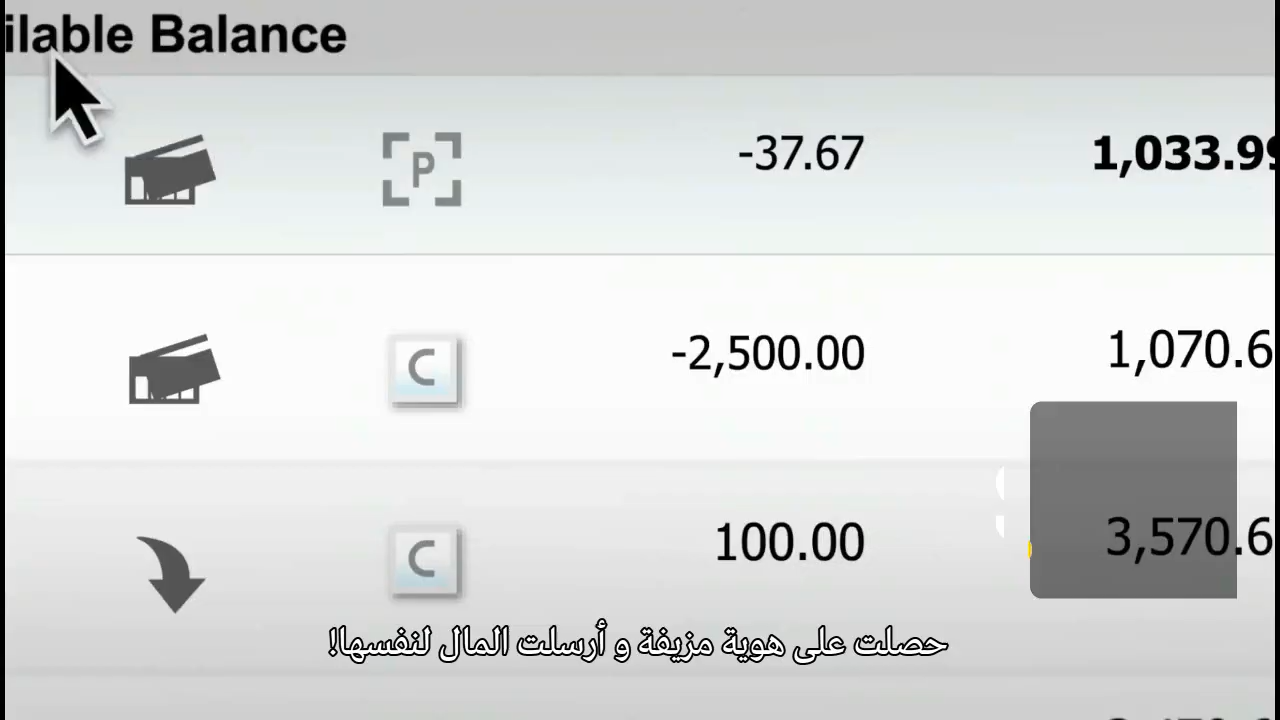 ilable Balance
P -37.67 1,033.99
C -2,500.00 1,070.6
C 100.00 3,570.6
حصلت على هوية مزيفة و أرسلت المال لنفسها!